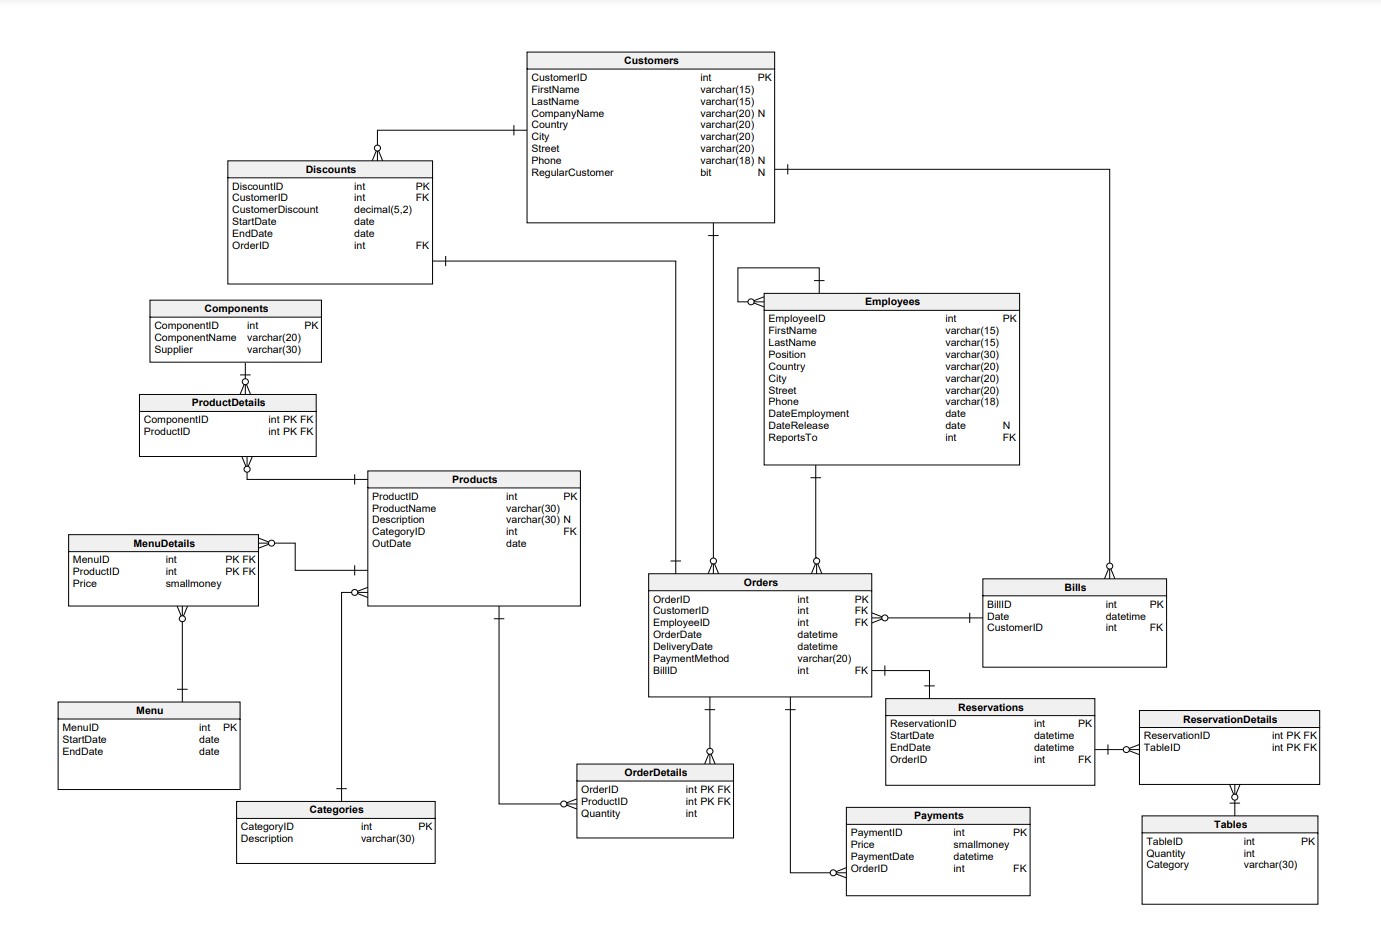 Customers
CustomerID int PK
FirstName varchar(15)
LastName varchar(15)
CompanyName varchar(20) N
Country varchar(20)
City varchar(20)
Street varchar(20)
Phone varchar(18) N
RegularCustomer bit N
Discounts
DiscountID int PK
CustomerID int FK
CustomerDiscount decimal(5,2)
StartDate date
EndDate date
OrderID int FK
Components
ComponentID int PK
ComponentName varchar(20)
Supplier varchar(30)
Employees
EmployeeID int PK
FirstName varchar(15)
LastName varchar(15)
Position varchar(30)
Country varchar(20)
City varchar(20)
Street varchar(20)
Phone varchar(18)
DateEmployment date
DateRelease date N
ReportsTo int FK
ProductDetails
ComponentID int PK FK
ProductID int PK FK
Products
ProductID int PK
ProductName varchar(30)
Description varchar(30) N
CategoryID int FK
OutDate date
MenuDetails
MenuID int PK FK
ProductID int PK FK
Price smallmoney
Orders
OrderID int PK
CustomerID int FK
EmployeeID int FK
OrderDate datetime
DeliveryDate datetime
PaymentMethod varchar(20)
BillID int FK
Bills
BillID int PK
Date datetime
CustomerID int FK
Menu
MenuID int PK
StartDate date
EndDate date
Reservations
ReservationID int PK
StartDate datetime
EndDate datetime
OrderID int FK
ReservationDetails
ReservationID int PK FK
TableID int PK FK
OrderDetails
OrderID int PK FK
ProductID int PK FK
Quantity int
Categories
CategoryID int PK
Description varchar(30)
Payments
PaymentID int PK
Price smallmoney
PaymentDate datetime
OrderID int FK
Tables
TableID int PK
Quantity int
Category varchar(30)